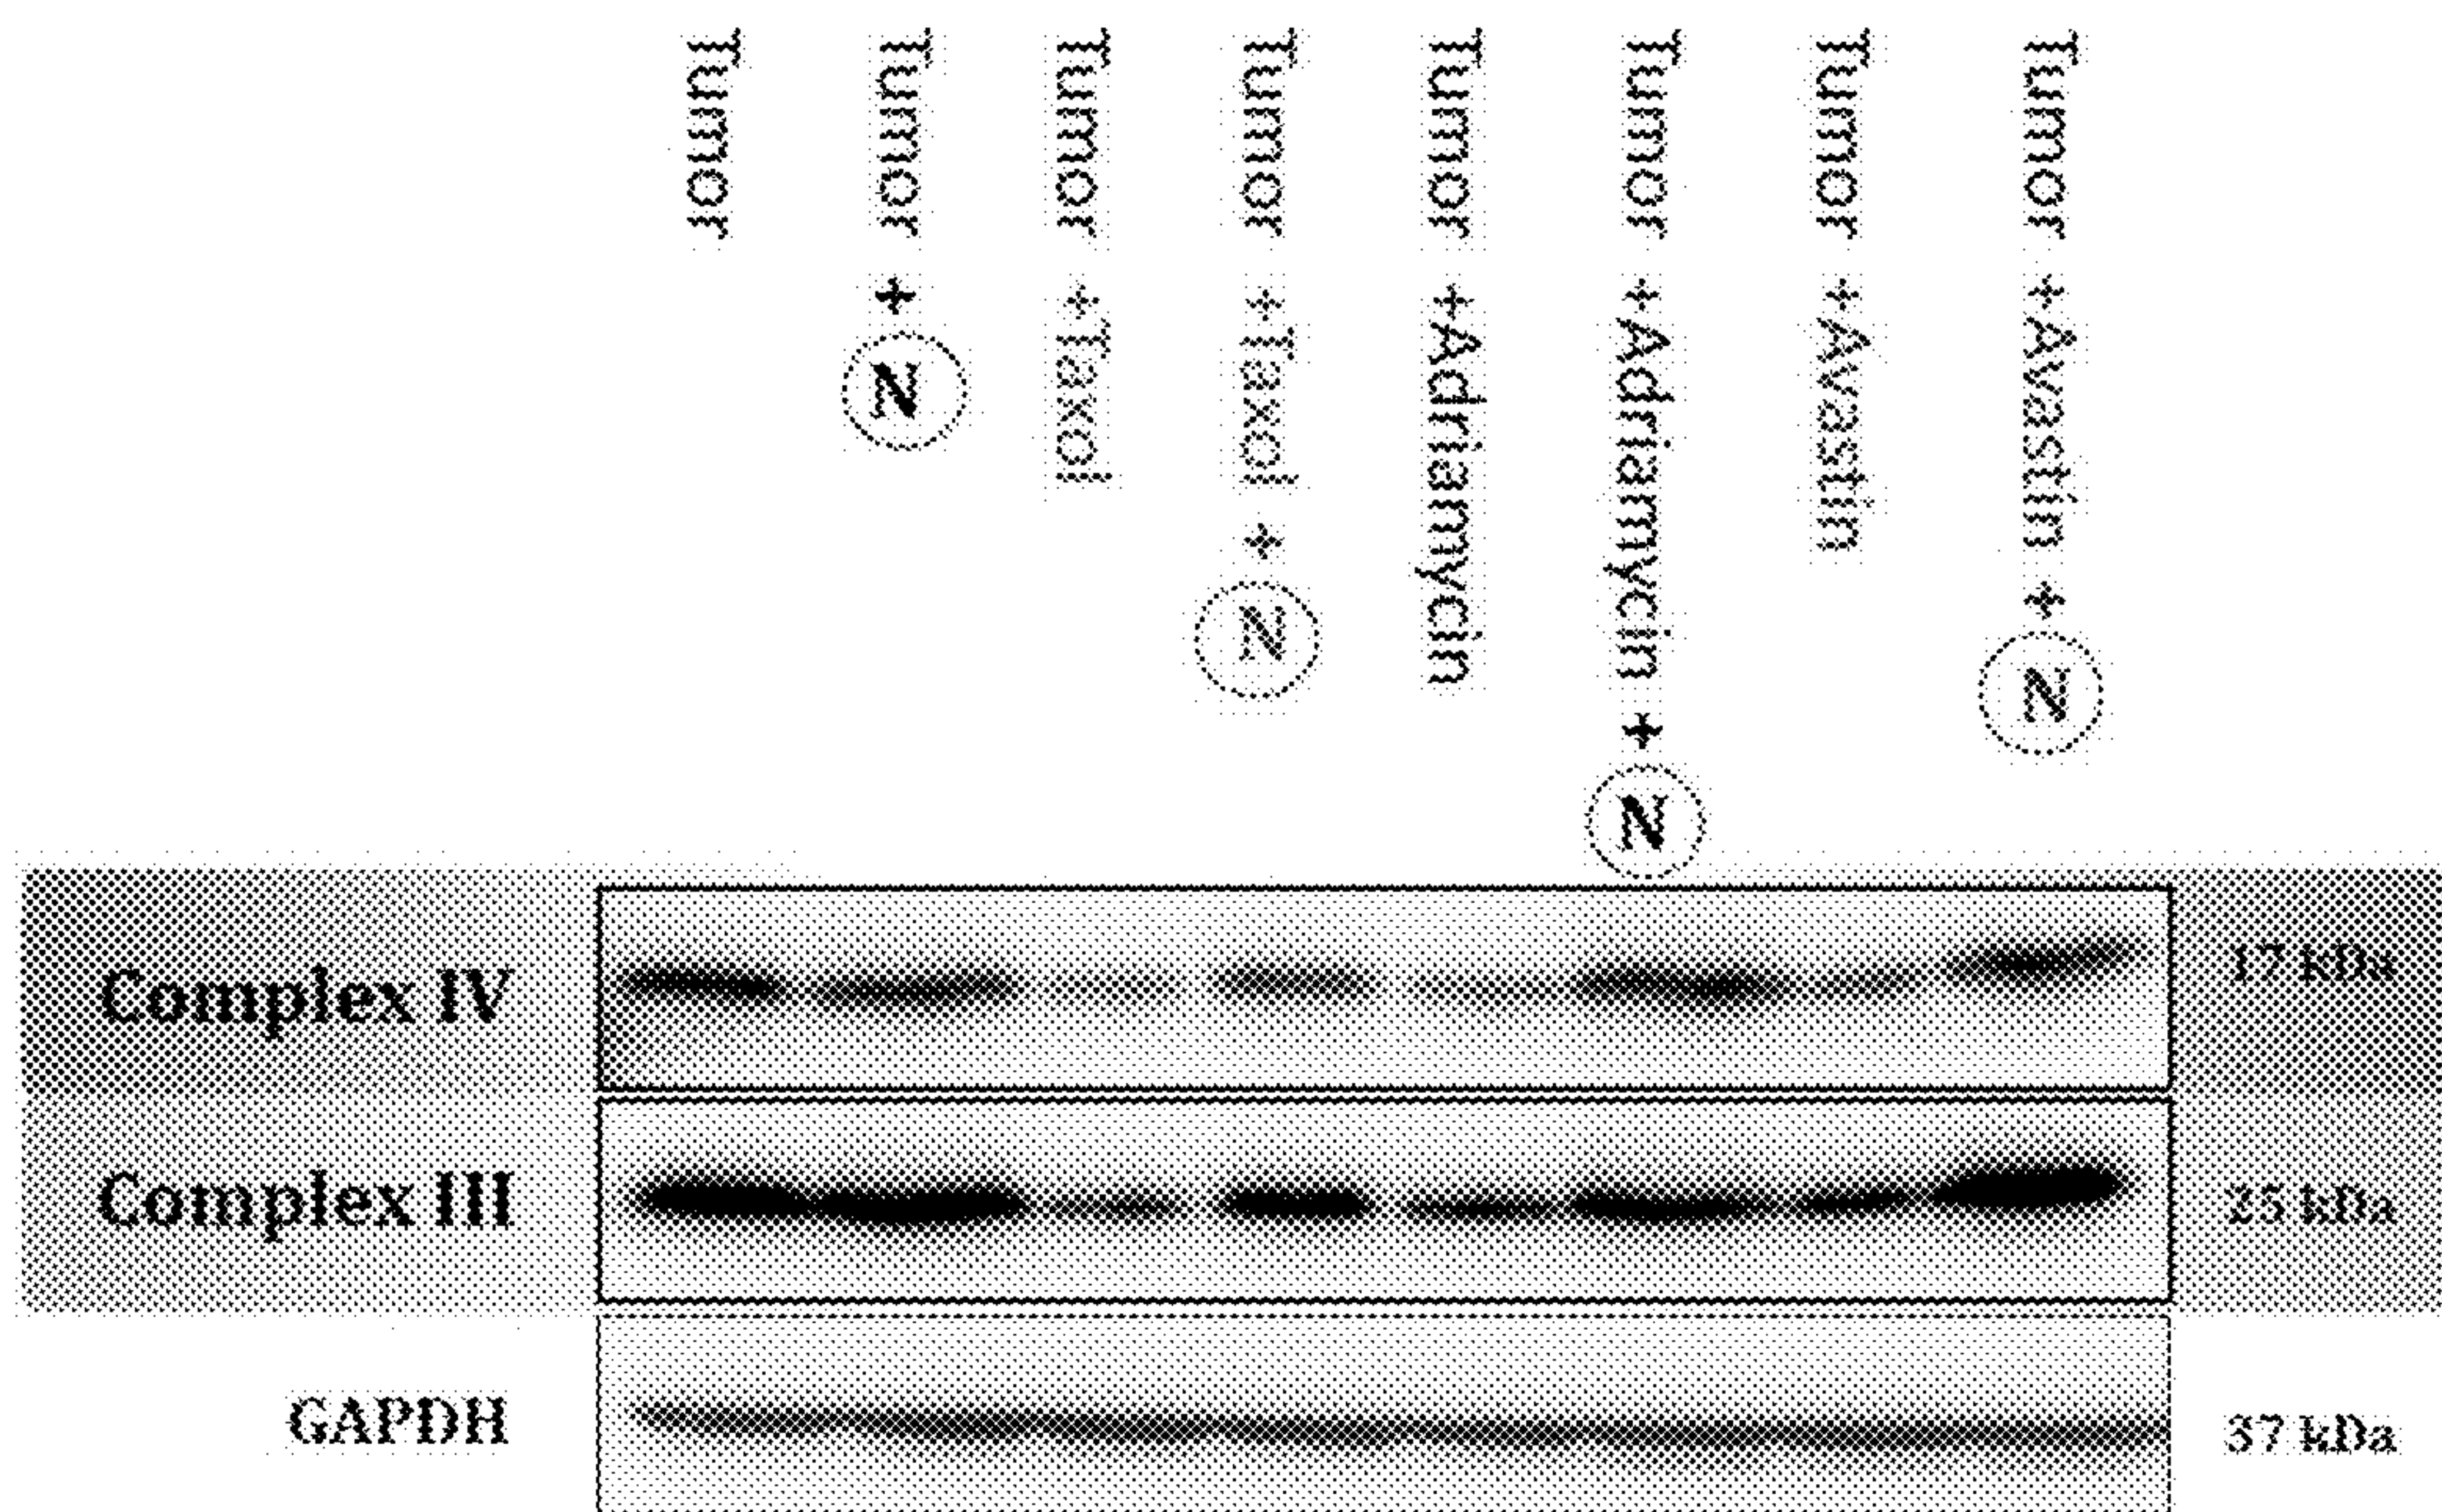 Tumor
Tumor + N
Tumor +Taxol
Tumor +Taxol + N
Tumor +Adriamycin
Tumor +Adriamycin + N
Tumor +Avastin
Tumor +Avastin + N
Complex IV 17 kDa
Complex III 25 kDa
GAPDH 37 kDa